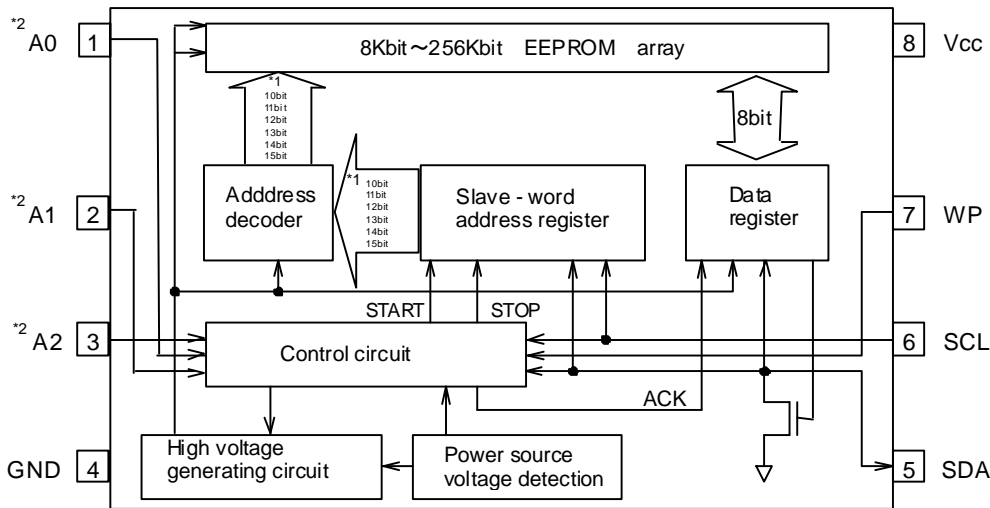 *2 A0 1
8Kbit～256Kbit EEPROM array
8 Vcc
*1
10bit
11bit
12bit
13bit
14bit
15bit
8bit
*2 A1 2
Adddress
decoder
*1
10bit
11bit
12bit
13bit
14bit
15bit
Slave - word
address register
Data
register
7 WP
START STOP
*2 A2 3
Control circuit
6 SCL
ACK
GND 4
High voltage
generating circuit
Power source
voltage detection
5 SDA